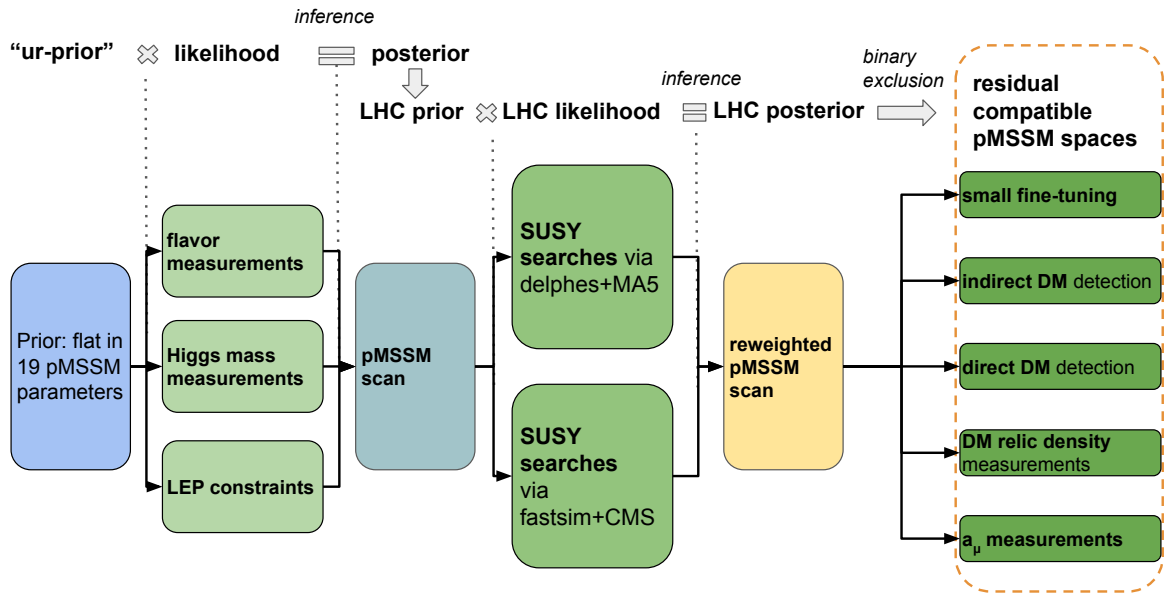 inference
“ur-prior” likelihood posterior
inference
binary
exclusion
LHC prior LHC likelihood LHC posterior
residual
compatible
pMSSM spaces
Prior: flat in
19 pMSSM
parameters
flavor
measurements
Higgs mass
measurements
LEP constraints
pMSSM
scan
SUSY
searches via
delphes+MA5
SUSY
searches
via
fastsim+CMS
reweighted
pMSSM
scan
small fine-tuning
indirect DM detection
direct DM detection
DM relic density
measurements
aμ measurements